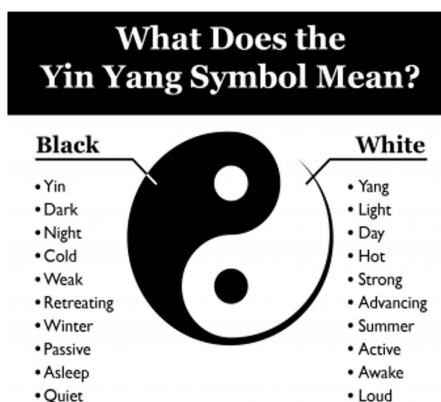 What Does the
Yin Yang Symbol Mean?
Black
• Yin
• Dark
• Night
• Cold
• Weak
• Retreating
• Winter
• Passive
• Asleep
• Quiet
White
• Yang
• Light
• Day
• Hot
• Strong
• Advancing
• Summer
• Active
• Awake
• Loud